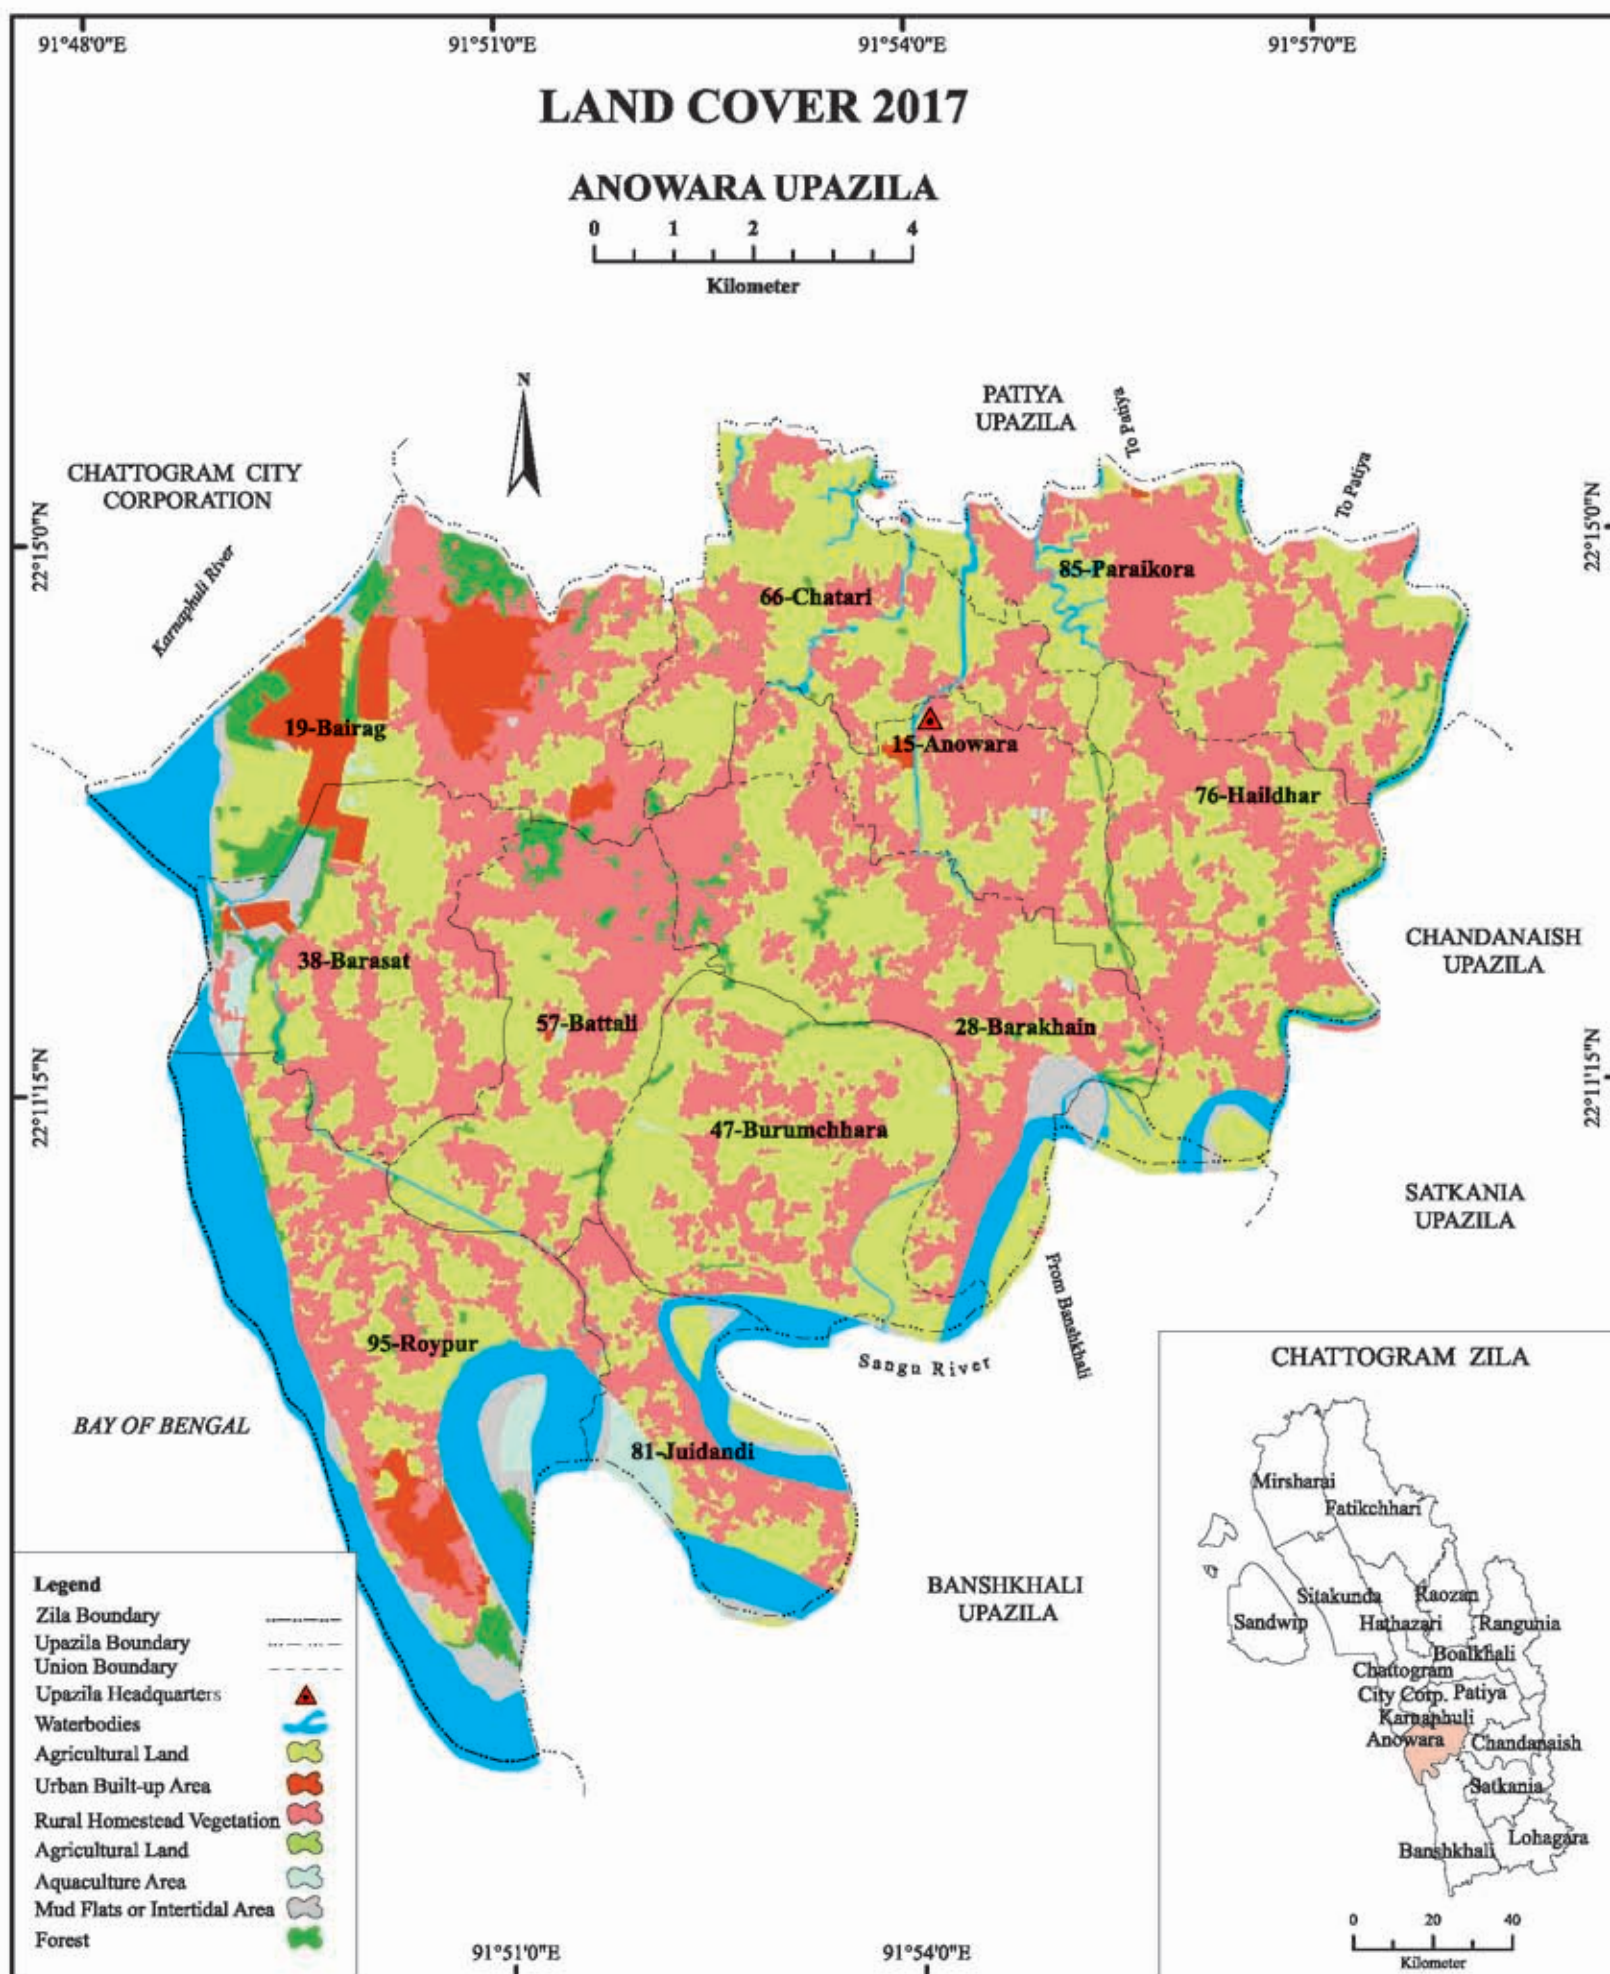 91°48'0"E 91°51'0"E 91°54'0"E 91°57'0"E
LAND COVER 2017
ANOWARA UPAZILA
0 1 2 4
Kilometer
N
PATIYA
UPAZILA
To Patiya
To Patiya
CHATTOGRAM CITY
CORPORATION
Karnaphuli River
22°15'0"N
22°15'0"N
85-Paraikora
66-Chatari
19-Bairag
15-Anowara
76-Haildhar
CHANDANAISH
UPAZILA
38-Barasat
57-Battali
28-Barakhain
22°11'15"N
22°11'15"N
47-Burumchhara
SATKANIA
UPAZILA
From Banshkhali
95-Roypur
Sangu River
BAY OF BENGAL
81-Juidandi
BANSHKHALI
UPAZILA
Legend
Zila Boundary
Upazila Boundary
Union Boundary
Upazila Headquarters
Waterbodies
Agricultural Land
Urban Built-up Area
Rural Homestead Vegetation
Agricultural Land
Aquaculture Area
Mud Flats or Intertidal Area
Forest
CHATTOGRAM ZILA
Mirsharai
Fatikchhari
Sitakunda
Raozan
Sandwip
Hathazari
Rangunia
Boalkhali
Chattogram
City Corp.
Patiya
Karnaphuli
Anowara
Chandanaish
Satkania
Lohagara
Banshkhali
0 20 40
Kilometer
91°51'0"E 91°54'0"E